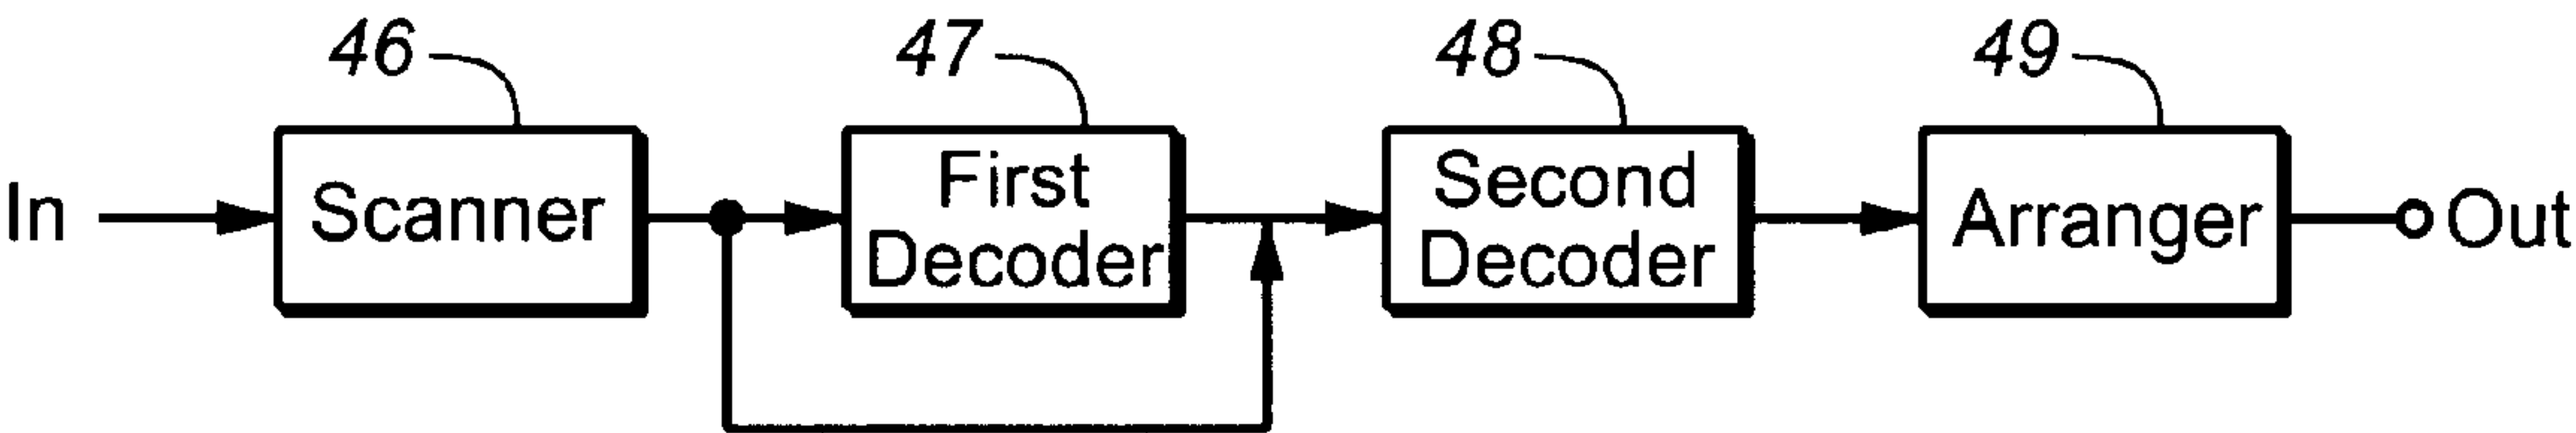 46
47
48
49
In
Scanner
First
Decoder
Second
Decoder
Arranger
Out